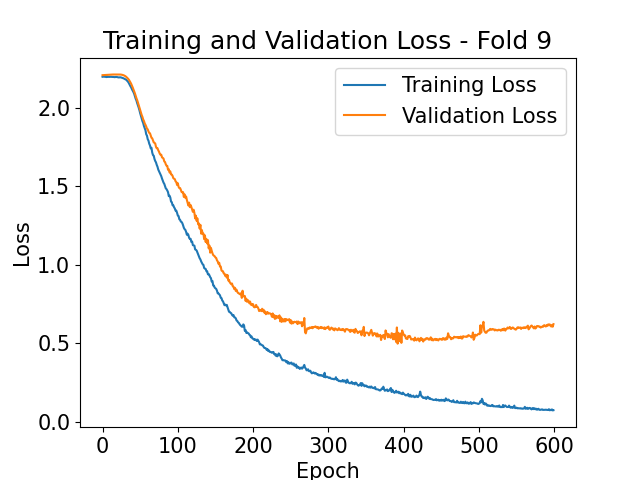 Training and Validation Loss - Fold 9
Training Loss
Validation Loss
Loss
2.0
1.5
1.0
0.5
0.0
0 100 200 300 400 500 600
Epoch